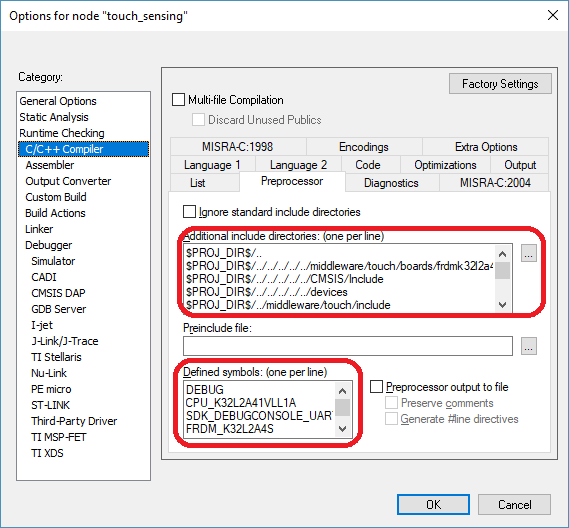 Options for node "touch_sensing"
Category:
General Options
Static Analysis
Runtime Checking
C/C++ Compiler
Assembler
Output Converter
Custom Build
Build Actions
Linker
Debugger
Simulator
CADI
CMSIS DAP
GDB Server
I-jet
J-Link/J-Trace
TI Stellaris
Nu-Link
PE micro
ST-LINK
Third-Party Driver
TI MSP-FET
TI XDS
Factory Settings
Multi-file Compilation
Discard Unused Publics
MISRA-C:1998 Encodings Extra Options
Language 1 Language 2 Code Optimizations Output
List Preprocessor Diagnostics MISRA-C:2004
Ignore standard include directories
Additional include directories: (one per line)
$PROJ_DIR$/..
$PROJ_DIR$/../../../../../middleware/touch/boards/frdmk32l2a4
$PROJ_DIR$/../../../../../CMSIS/Include
$PROJ_DIR$/../../../../../devices
$PROJ_DIR$/../middleware/touch/include
...
Preinclude file:
...
Defined symbols: (one per line)
DEBUG
CPU_K32L2A41VLL1A
SDK_DEBUGCONSOLE_UAR
FRDM_K32L2A4S
Preprocessor output to file
Preserve comments
Generate #line directives
OK Cancel